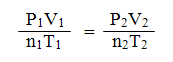 P₁V₁ / n₁T₁ = P₂V₂ / n₂T₂